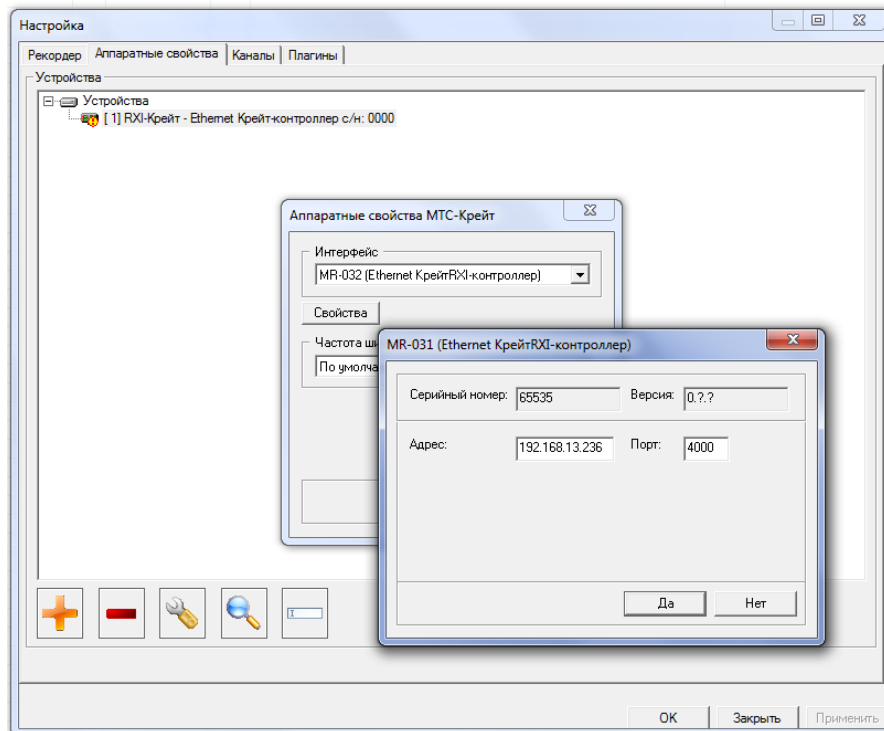 Настройка
Рекордер Аппаратные свойства Каналы Плагины
Устройства
Устройства
[ 1] RXI-Крейт - Ethernet Крейт-контроллер с/н: 0000
Аппаратные свойства МТС-Крейт
Интерфейс
MR-032 (Ethernet КрейтRXI-контроллер)
Свойства
Частота
MR-031 (Ethernet КрейтRXI-контроллер)
Серийный номер: 65535 Версия: 0.?.?
Адрес: 192.168.13.236 Порт: 4000
Да Нет
OK Закрыть Применить